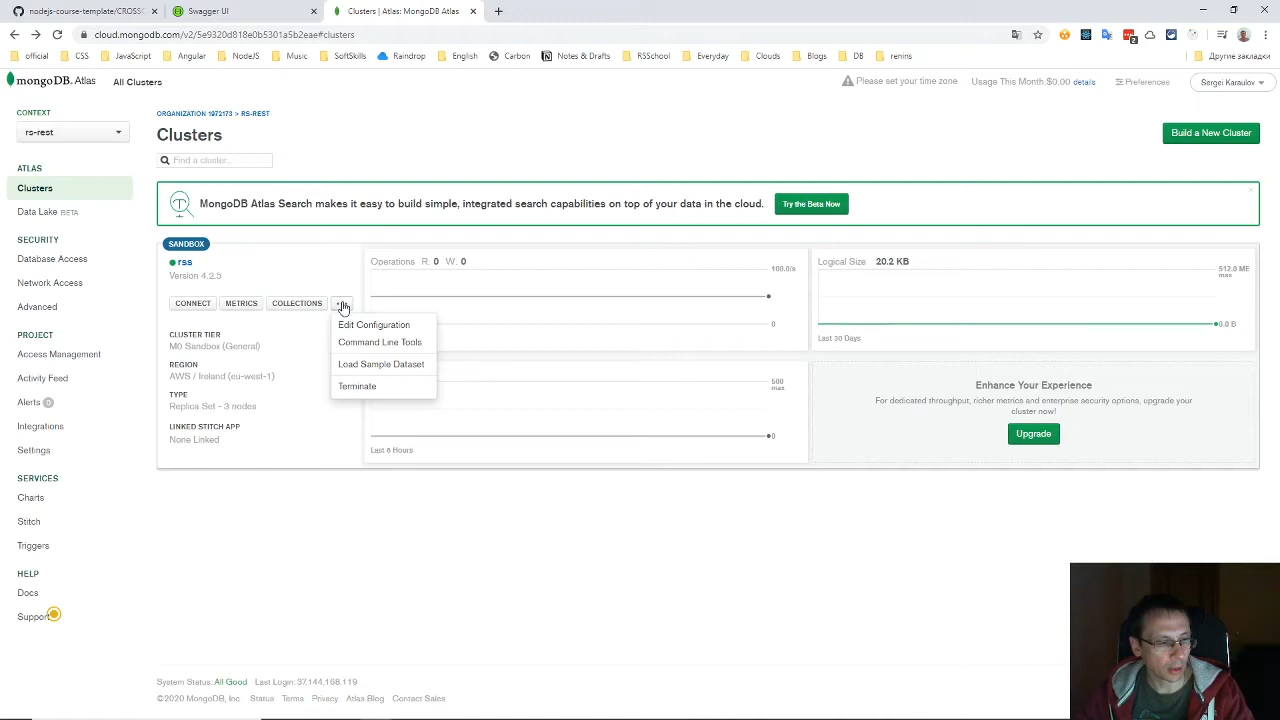 nodejs-course-template/CROSSC
Swagger UI
Clusters | Atlas: MongoDB Atlas
cloud.mongodb.com/v2/5e9320d818e0b5301a5b2eae#clusters
official
CSS
JavaScript
Angular
NodeJS
Music
SoftSkills
Raindrop
English
Carbon
Notes & Drafts
RSSchool
Everyday
Clouds
Blogs
DB
renins
Другие закладки
mongoDB. Atlas
All Clusters
Please set your time zone
Usage This Month:$0.00 details
Preferences
Sergei Karaulov
CONTEXT
rs-rest
ATLAS
Clusters
Data Lake BETA
SECURITY
Database Access
Network Access
Advanced
PROJECT
Access Management
Activity Feed
Alerts 0
Integrations
Settings
SERVICES
Charts
Stitch
Triggers
HELP
Docs
Support
ORGANIZATION 1972173 > RS-REST
Clusters
Find a cluster...
Build a New Cluster
MongoDB Atlas Search makes it easy to build simple, integrated search capabilities on top of your data in the cloud.
Try the Beta Now
SANDBOX
rss
Version 4.2.5
CONNECT
METRICS
COLLECTIONS
Edit Configuration
Command Line Tools
Load Sample Dataset
Terminate
CLUSTER TIER
M0 Sandbox (General)
REGION
AWS / Ireland (eu-west-1)
TYPE
Replica Set - 3 nodes
LINKED STITCH APP
None Linked
Operations R: 0 W: 0
100.0/s
0
500
max
0
Last 6 Hours
Logical Size 20.2 KB
512.0 MB
max
0.0 B
Last 30 Days
Enhance Your Experience
For dedicated throughput, richer metrics and enterprise security options, upgrade your
cluster now!
Upgrade
System Status: All Good Last Login: 37.144.168.119
©2020 MongoDB, Inc. Status Terms Privacy Atlas Blog Contact Sales